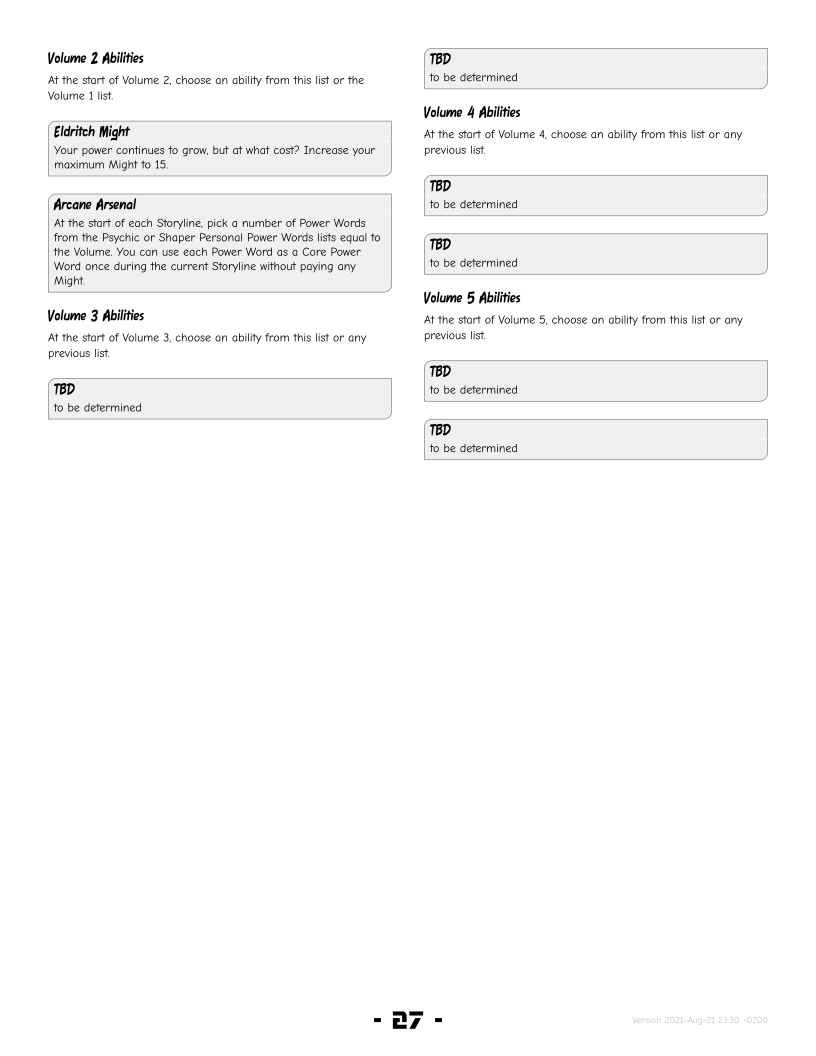 Volume 2 Abilities
At the start of Volume 2, choose an ability from this list or the
Volume 1 list.
Eldritch Might
Your power continues to grow, but at what cost? Increase your
maximum Might to 15.
Arcane Arsenal
At the start of each Storyline, pick a number of Power Words
from the Psychic or Shaper Personal Power Words lists equal to
the Volume. You can use each Power Word as a Core Power
Word once during the current Storyline without paying any
Might.
Volume 3 Abilities
At the start of Volume 3, choose an ability from this list or any
previous list.
TBD
to be determined
TBD
to be determined
Volume 4 Abilities
At the start of Volume 4, choose an ability from this list or any
previous list.
TBD
to be determined
TBD
to be determined
Volume 5 Abilities
At the start of Volume 5, choose an ability from this list or any
previous list.
TBD
to be determined
TBD
to be determined
- 27 -
Version 2021-Aug-21 23:30 -0700